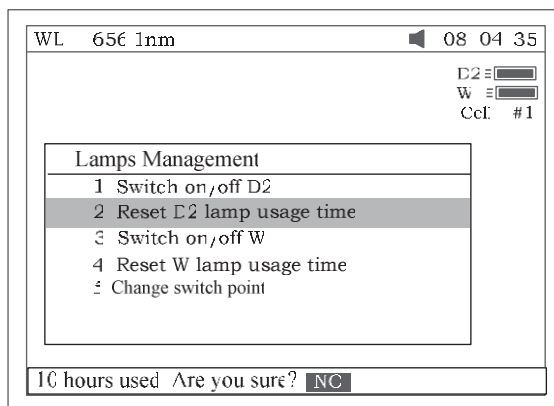 WL 656.1nm 08 04 35
D2
W
Cell #1
Lamps Management
1 Switch on/off D2
2 Reset D2 lamp usage time
3 Switch on/off W
4 Reset W lamp usage time
5 Change switch point
10 hours used Are you sure? NO